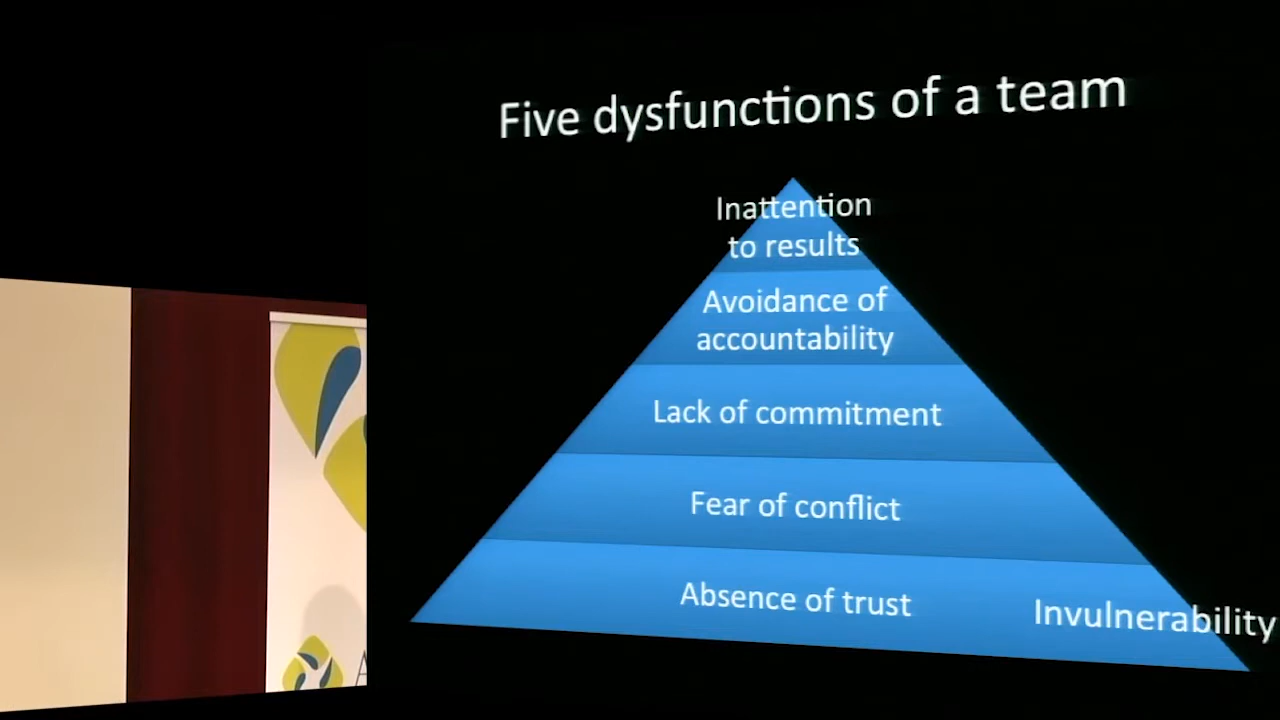 Five dysfunctions of a team
Inattention
to results
Avoidance of
accountability
Lack of commitment
Fear of conflict
Absence of trust
Invulnerability